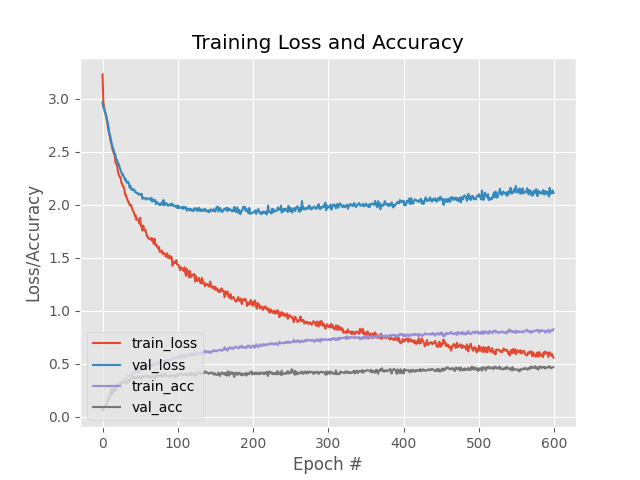 Training Loss and Accuracy
Loss/Accuracy
3.0
2.5
2.0
1.5
1.0
0.5
0.0
train_loss
val_loss
train_acc
val_acc
0 100 200 300 400 500 600
Epoch #